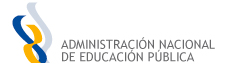 ADMINISTRACIÓN NACIONAL
DE EDUCACIÓN PÚBLICA